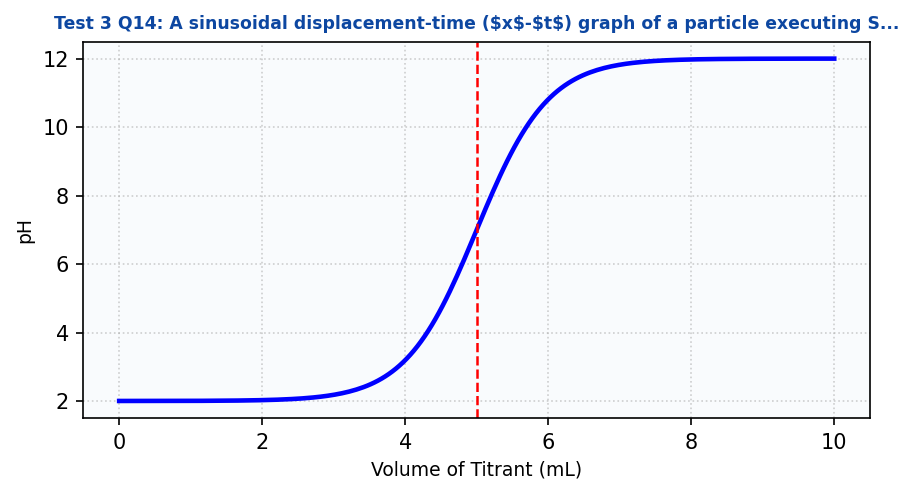 Test 3 Q14: A sinusoidal displacement-time ($x$-$t$) graph of a particle executing S...
12
10
8
6
4
2
pH
0 2 4 6 8 10
Volume of Titrant (mL)